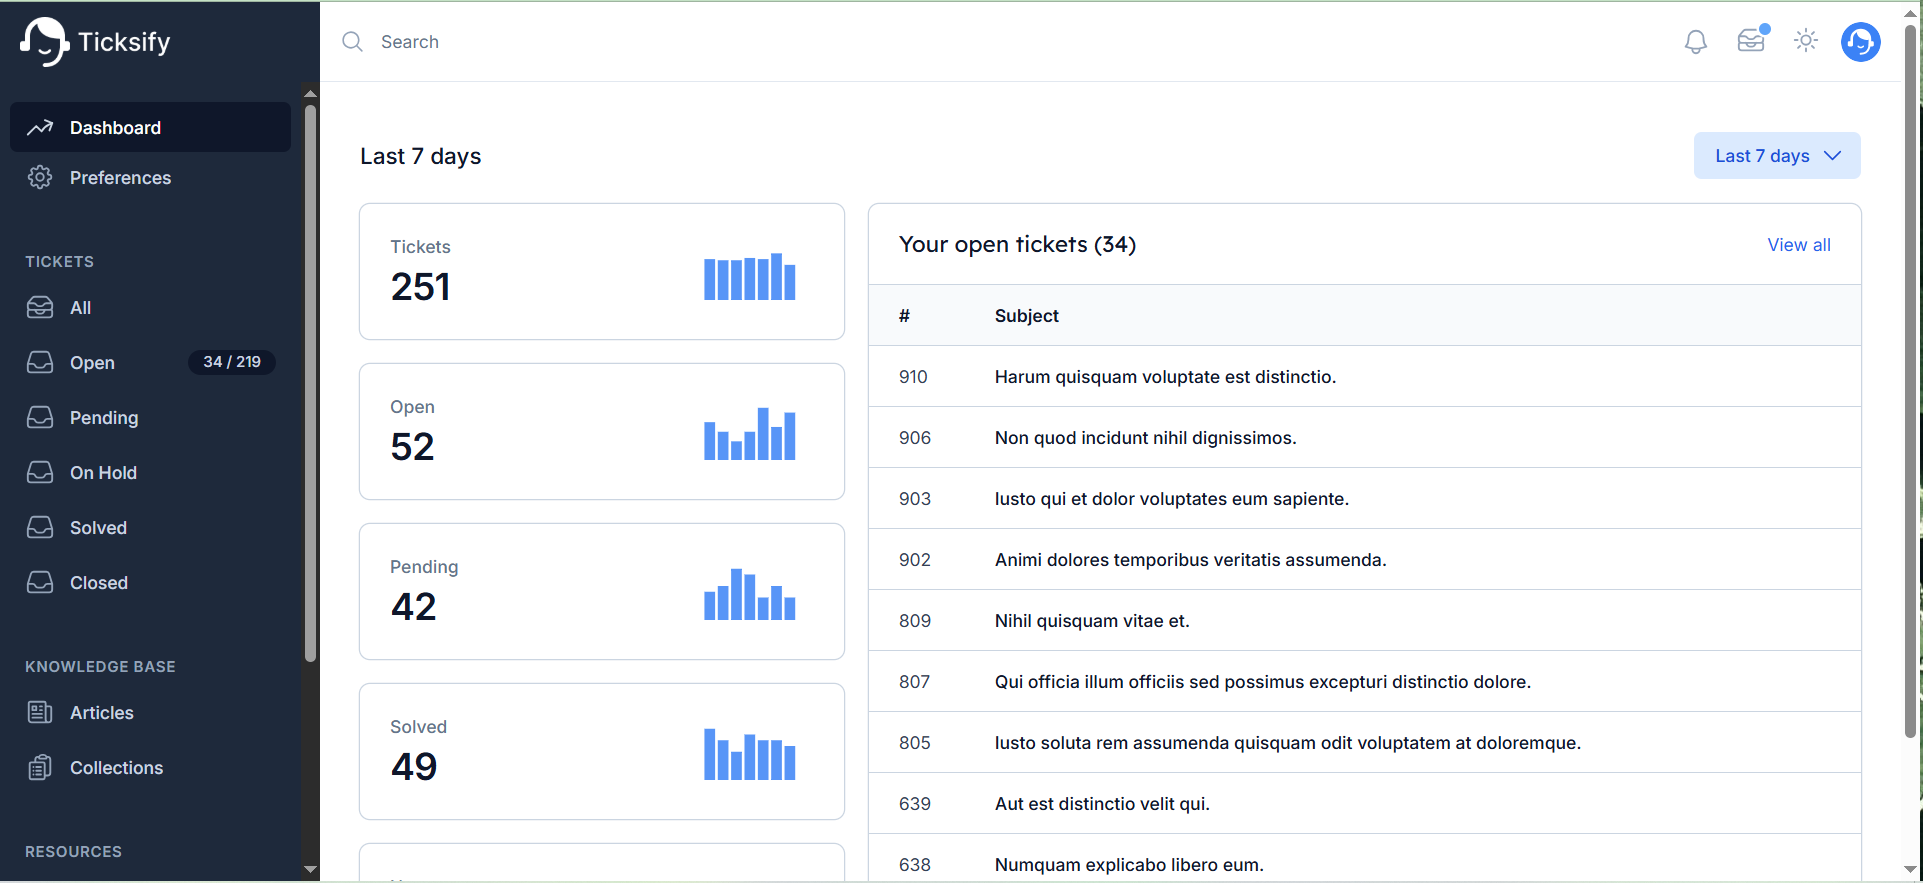 Ticksify
Search
Dashboard
Preferences
TICKETS
All
Open 34 / 219
Pending
On Hold
Solved
Closed
KNOWLEDGE BASE
Articles
Collections
RESOURCES
Last 7 days
Last 7 days
Tickets
251
Open
52
Pending
42
Solved
49
Your open tickets (34) View all
# Subject
910 Harum quisquam voluptate est distinctio.
906 Non quod incidunt nihil dignissimos.
903 Iusto qui et dolor voluptates eum sapiente.
902 Animi dolores temporibus veritatis assumenda.
809 Nihil quisquam vitae et.
807 Qui officia illum officiis sed possimus excepturi distinctio dolore.
805 Iusto soluta rem assumenda quisquam odit voluptatem at doloremque.
639 Aut est distinctio velit qui.
638 Numquam explicabo libero eum.